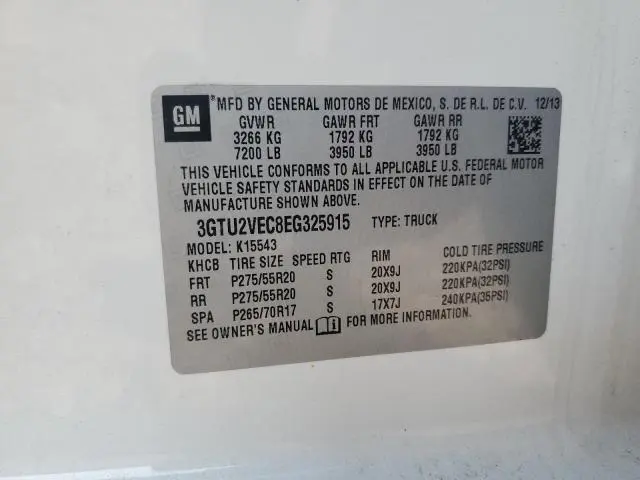 GM ®MFD BY GENERAL MOTORS DE MEXICO, S. DE R.L. DE C.V. 12/13
GVWR GAWR FRT GAWR RR
3266 KG 1792 KG 1792 KG
7200 LB 3950 LB 3950 LB
THIS VEHICLE CONFORMS TO ALL APPLICABLE U.S. FEDERAL MOTOR
VEHICLE SAFETY STANDARDS IN EFFECT ON THE DATE OF
MANUFACTURE SHOWN ABOVE.
3GTU2VEC8EG325915 TYPE: TRUCK
MODEL: K15543
KHCB TIRE SIZE SPEED RTG RIM COLD TIRE PRESSURE
FRT P275/55R20 S 20X9J 220KPA(32PSI)
RR P275/55R20 S 20X9J 220KPA(32PSI)
SPA P265/70R17 S 17X7J 240KPA(35PSI)
SEE OWNER'S MANUAL FOR MORE INFORMATION.